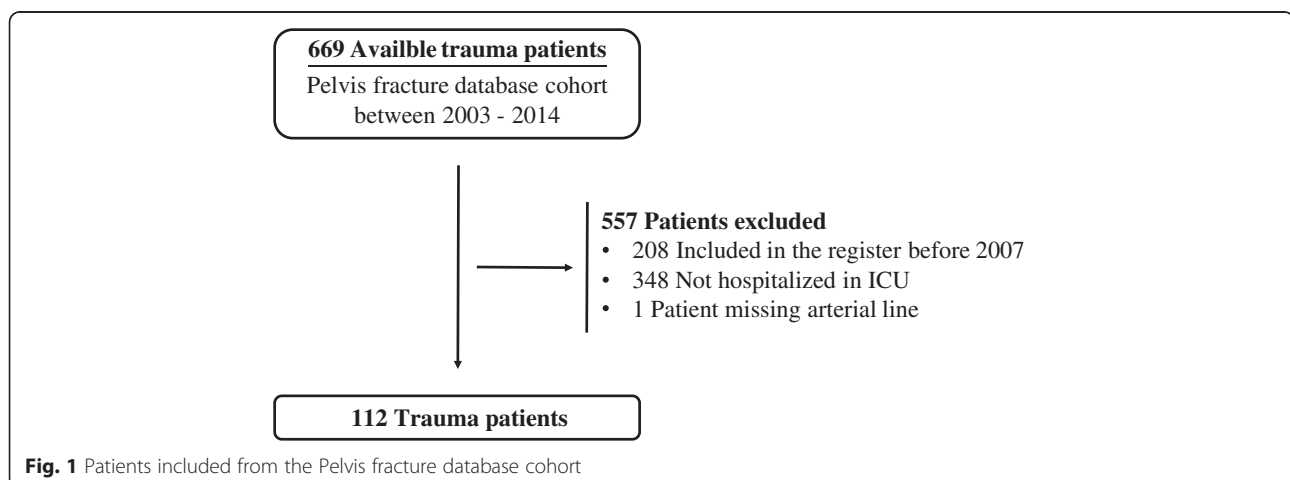 669 Availble trauma patients
Pelvis fracture database cohort
between 2003 - 2014
557 Patients excluded
• 208 Included in the register before 2007
• 348 Not hospitalized in ICU
• 1 Patient missing arterial line
112 Trauma patients
Fig. 1 Patients included from the Pelvis fracture database cohort